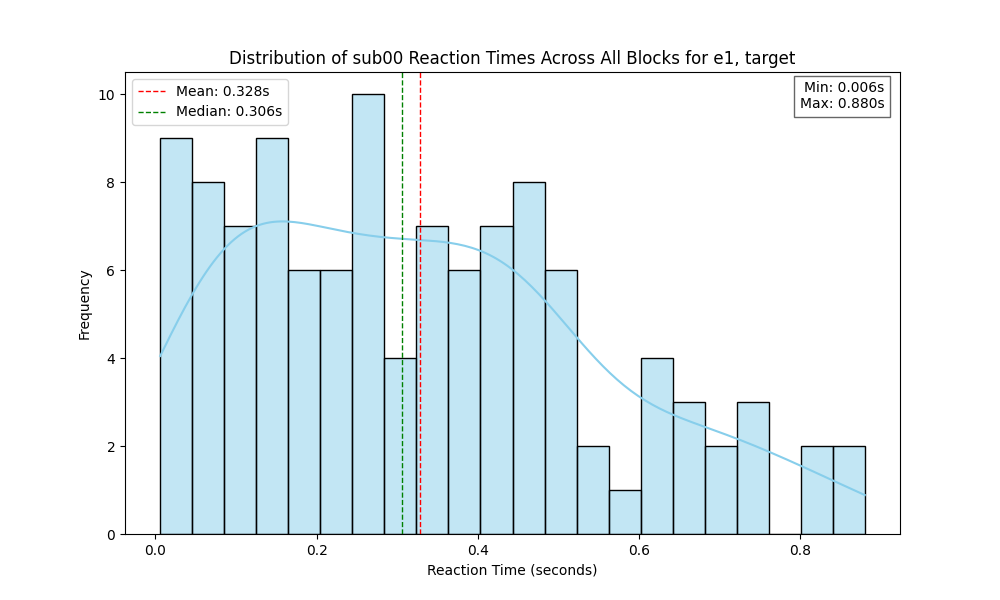 Distribution of sub00 Reaction Times Across All Blocks for e1, target
Mean: 0.328s
Median: 0.306s
Min: 0.006s
Max: 0.880s
Frequency
10
8
6
4
2
0
0.0
0.2
0.4
0.6
0.8
Reaction Time (seconds)